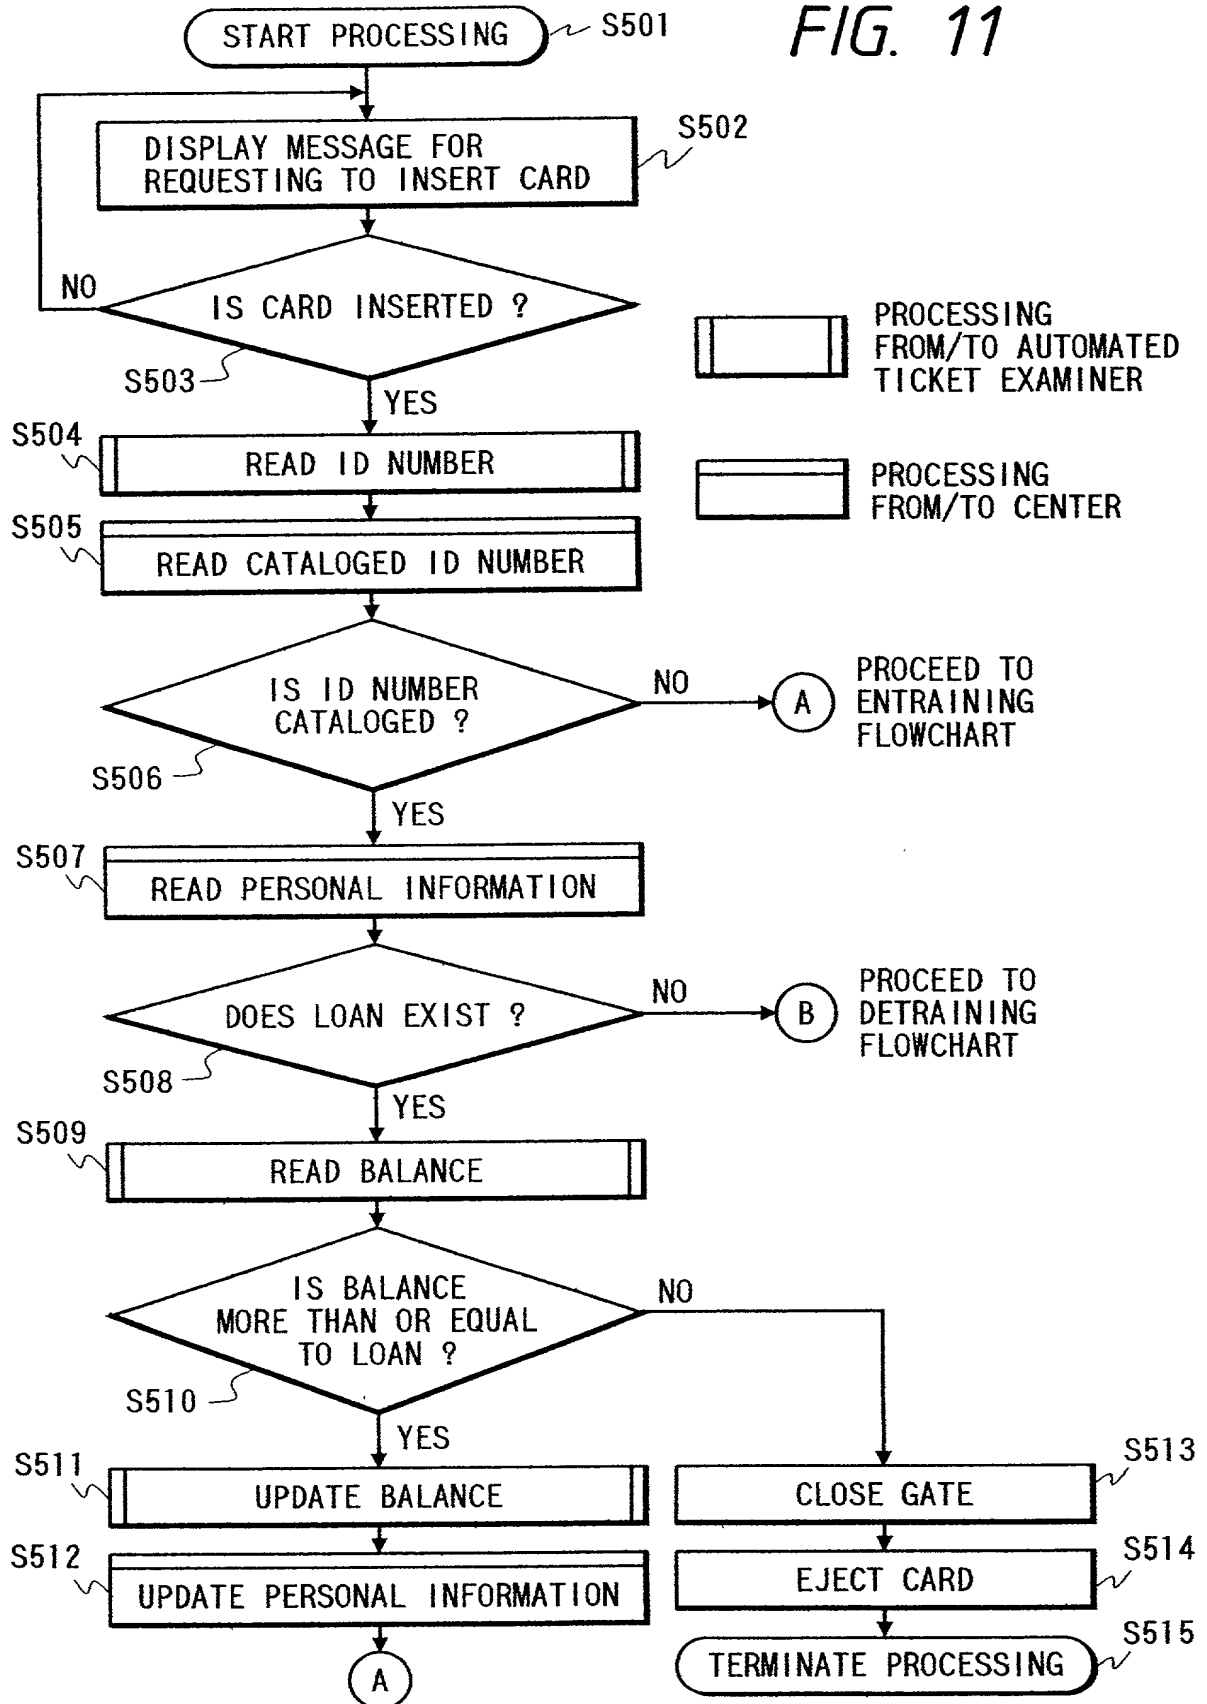 FIG. 11
START PROCESSING
S501
DISPLAY MESSAGE FOR
REQUESTING TO INSERT CARD
S502
NO
IS CARD INSERTED ?
S503
YES
PROCESSING
FROM/TO AUTOMATED
TICKET EXAMINER
S504
READ ID NUMBER
PROCESSING
FROM/TO CENTER
S505
READ CATALOGED ID NUMBER
IS ID NUMBER
CATALOGED ?
NO
A
PROCEED TO
ENTRAINING
FLOWCHART
S506
YES
S507
READ PERSONAL INFORMATION
DOES LOAN EXIST ?
NO
B
PROCEED TO
DETRAINING
FLOWCHART
S508
YES
S509
READ BALANCE
IS BALANCE
MORE THAN OR EQUAL
TO LOAN ?
NO
S510
YES
S511
UPDATE BALANCE
S513
CLOSE GATE
S512
UPDATE PERSONAL INFORMATION
S514
EJECT CARD
A
S515
TERMINATE PROCESSING